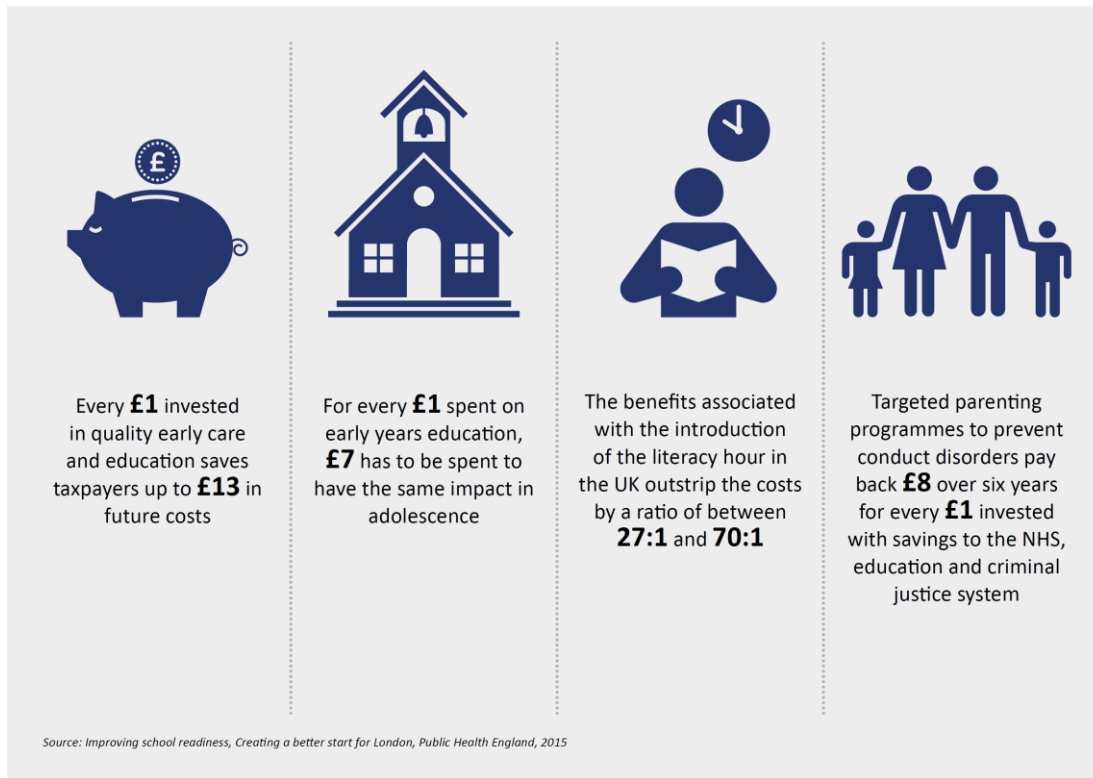 £
Every £1 invested
in quality early care
and education saves
taxpayers up to £13 in
future costs
For every £1 spent on
early years education,
£7 has to be spent to
have the same impact in
adolescence
The benefits associated
with the introduction
of the literacy hour in
the UK outstrip the costs
by a ratio of between
27:1 and 70:1
Targeted parenting
programmes to prevent
conduct disorders pay
back £8 over six years
for every £1 invested
with savings to the NHS,
education and criminal
justice system
Source: Improving school readiness, Creating a better start for London, Public Health England, 2015